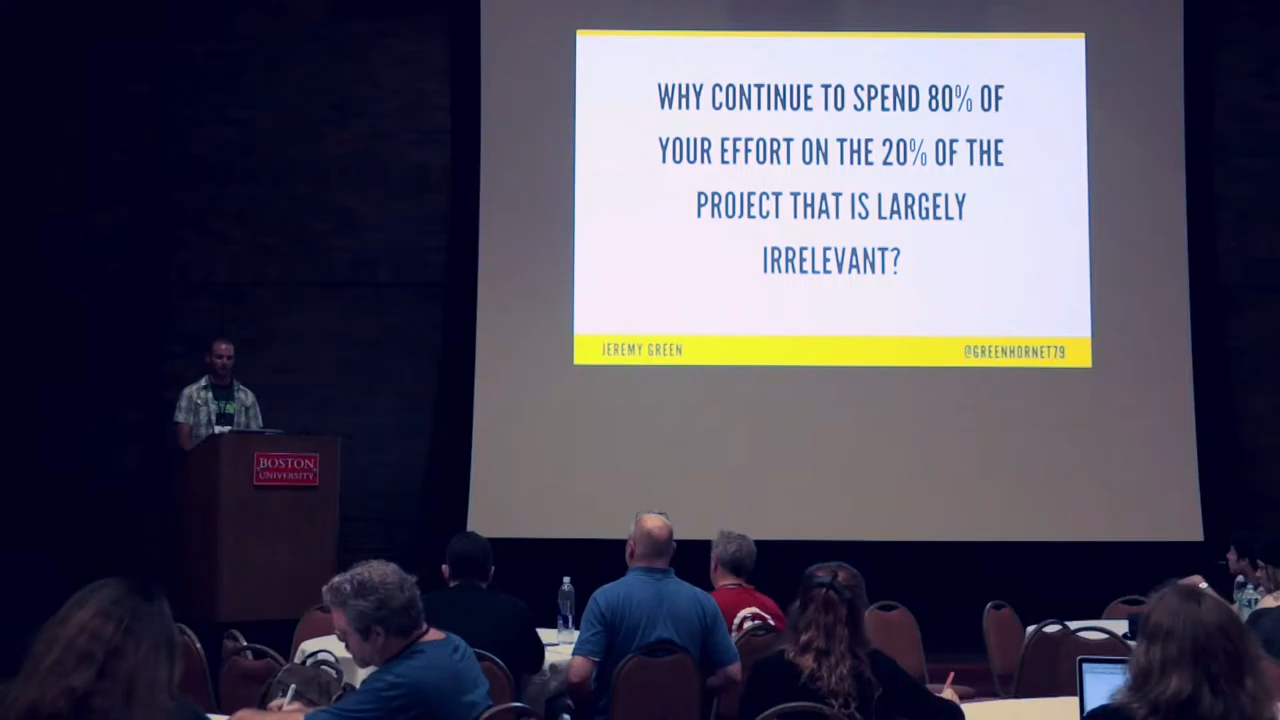 WHY CONTINUE TO SPEND 80% OF
YOUR EFFORT ON THE 20% OF THE
PROJECT THAT IS LARGELY
IRRELEVANT?
JEREMY GREEN
@GREENHORNET79
BOSTON
UNIVERSITY